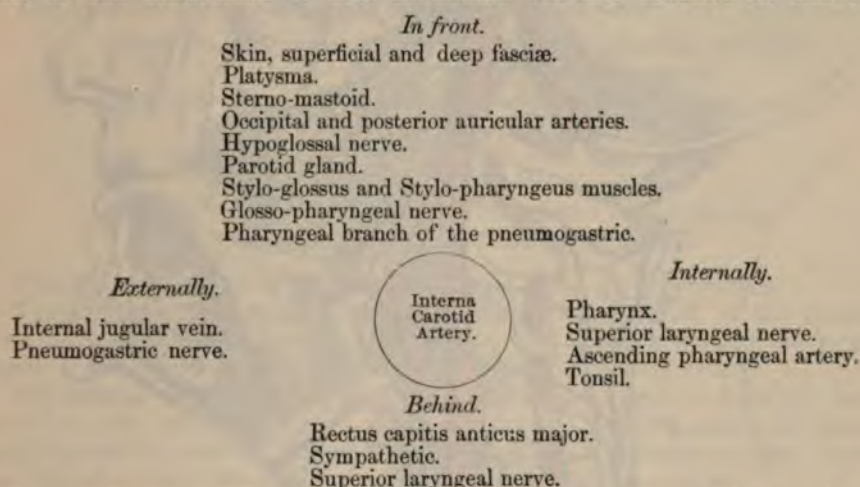 In front.
Skin, superficial and deep fasciæ.
Platysma.
Sterno-mastoid.
Occipital and posterior auricular arteries.
Hypoglossal nerve.
Parotid gland.
Stylo-glossus and Stylo-pharyngeus muscles.
Glosso-pharyngeal nerve.
Pharyngeal branch of the pneumogastric.
Externally.
Internal jugular vein.
Pneumogastric nerve.
Interna
Carotid
Artery.
Internally.
Pharynx.
Superior laryngeal nerve.
Ascending pharyngeal artery.
Tonsil.
Behind.
Rectus capitis anticus major.
Sympathetic.
Superior laryngeal nerve.